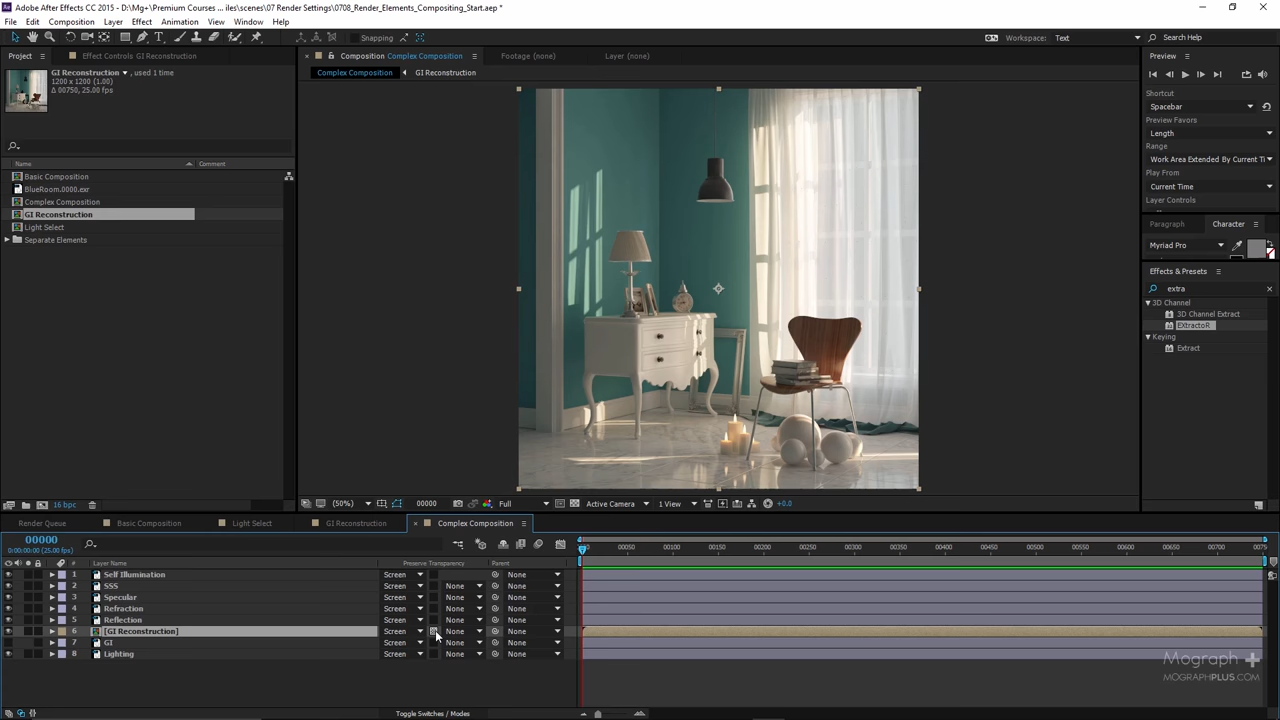 Adobe After Effects CC 2015 - D:\Mg+\Premium Courses ... iles\scenes\07 Render Settings\0708_Render_Elements_Compositing_Start.aep *
File Edit Composition Layer Effect Animation View Window Help
Snapping
Workspace: Text
Search Help
Project
Effect Controls GI Reconstruction
Composition Complex Composition
Footage (none)
Layer (none)
Preview
Complex Composition
GI Reconstruction
GI Reconstruction , used 1 time
1200 x 1200 (1.00)
Δ 00750, 25.00 fps
Shortcut
Spacebar
Preview Favors
Length
Range
Work Area Extended By Current Ti
Play From
Current Time
Layer Controls
Name
Comment
Basic Composition
BlueRoom.0000.exr
Complex Composition
GI Reconstruction
Light Select
Separate Elements
Paragraph
Character
Myriad Pro
Effects & Presets
extra
3D Channel
3D Channel Extract
EXtractoR
Keying
Extract
16 bpc
(50%)
00000
Full
Active Camera
1 View
+0.0
Render Queue
Basic Composition
Light Select
GI Reconstruction
Complex Composition
00000
0:00:00:00 (25.00 fps)
00 00050 00100 00150 00200 00250 00300 00350 00400 00450 00500 00550 00600 00650 00700 0075
# Layer Name
Preserve Transparency
Parent
1 Self Illumination Screen None
2 SSS Screen None None
3 Specular Screen None None
4 Refraction Screen None None
5 Reflection Screen None None
6 [GI Reconstruction] Screen None None
7 GI Screen None None
8 Lighting Screen None None
Mograph +
MOGRAPHPLUS.COM
Toggle Switches / Modes